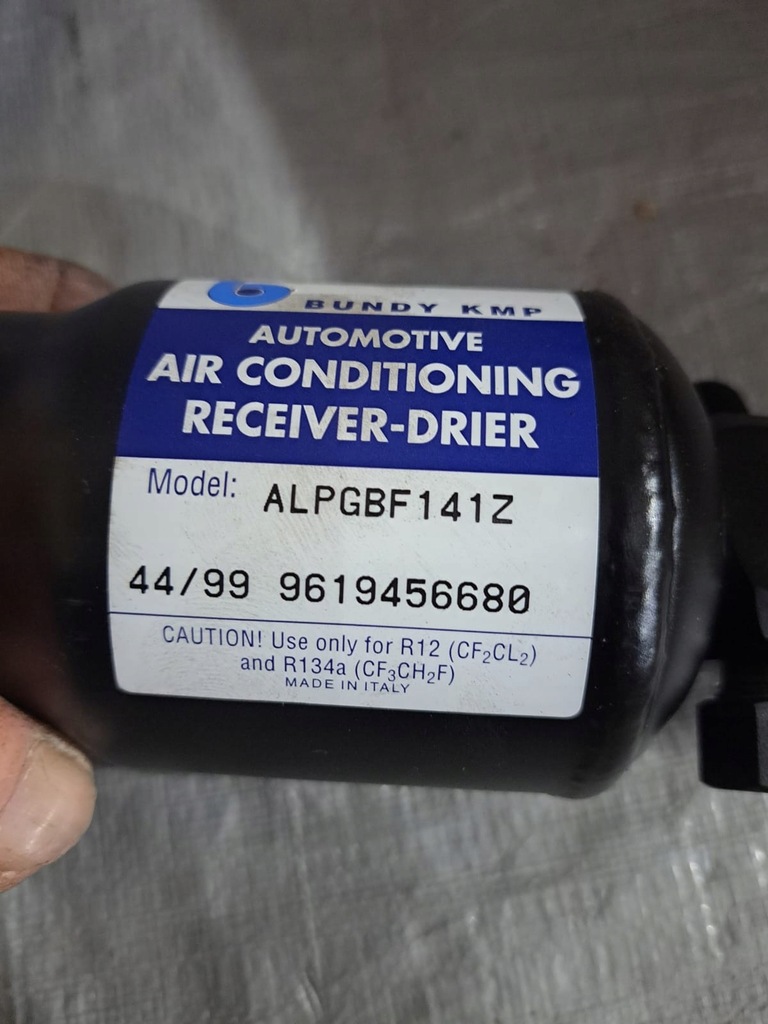 BUNDY KMP
AUTOMOTIVE
AIR CONDITIONING
RECEIVER-DRIER
Model: ALPGBF141Z
44/99 9619456680
CAUTION! Use only for R12 (CF₂CL₂)
and R134a (CF₃CH₂F)
MADE IN ITALY